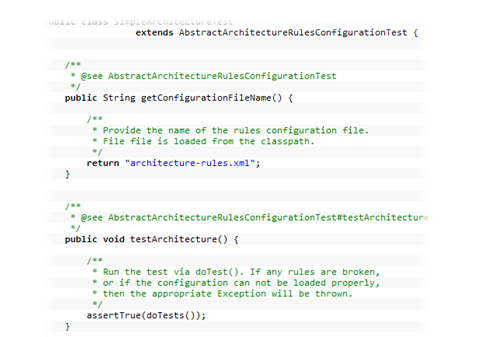 public class SimpleArchitectureTest
extends AbstractArchitectureRulesConfigurationTest {
/**
* @see AbstractArchitectureRulesConfigurationTest
*/
public String getConfigurationFileName() {
/**
* Provide the name of the rules configuration file.
* File file is loaded from the classpath.
*/
return "architecture-rules.xml";
}
/**
* @see AbstractArchitectureRulesConfigurationTest#testArchitecture
*/
public void testArchitecture() {
/**
* Run the test via doTest(). If any rules are broken,
* or if the configuration can not be loaded properly,
* then the appropriate Exception will be thrown.
*/
assertTrue(doTests());
}